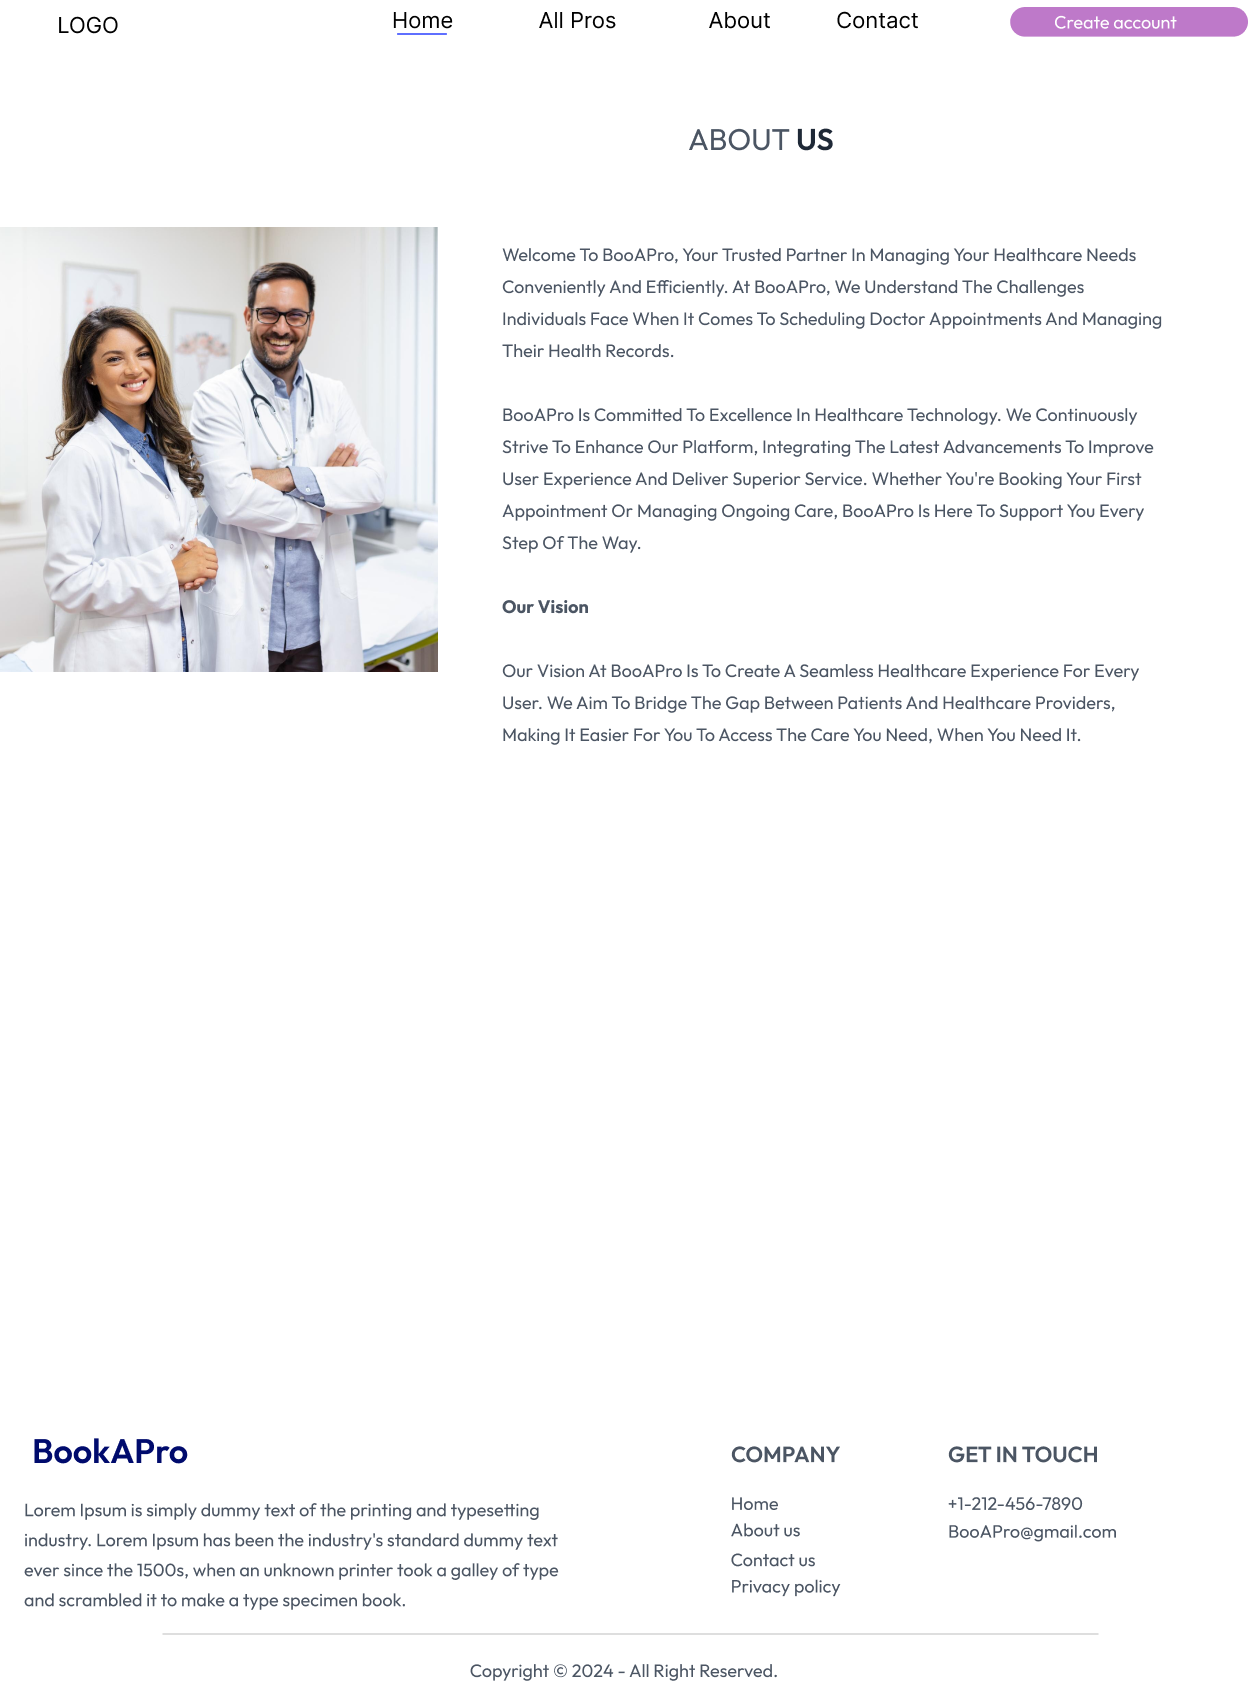 LOGO Home All Pros About Contact Create account
ABOUT US
Welcome To BooAPro, Your Trusted Partner In Managing Your Healthcare Needs
Conveniently And Efficiently. At BooAPro, We Understand The Challenges
Individuals Face When It Comes To Scheduling Doctor Appointments And Managing
Their Health Records.
BooAPro Is Committed To Excellence In Healthcare Technology. We Continuously
Strive To Enhance Our Platform, Integrating The Latest Advancements To Improve
User Experience And Deliver Superior Service. Whether You're Booking Your First
Appointment Or Managing Ongoing Care, BooAPro Is Here To Support You Every
Step Of The Way.
Our Vision
Our Vision At BooAPro Is To Create A Seamless Healthcare Experience For Every
User. We Aim To Bridge The Gap Between Patients And Healthcare Providers,
Making It Easier For You To Access The Care You Need, When You Need It.
BookAPro
Lorem Ipsum is simply dummy text of the printing and typesetting
industry. Lorem Ipsum has been the industry's standard dummy text
ever since the 1500s, when an unknown printer took a galley of type
and scrambled it to make a type specimen book.
COMPANY
Home
About us
Contact us
Privacy policy
GET IN TOUCH
+1-212-456-7890
BooAPro@gmail.com
Copyright © 2024 - All Right Reserved.